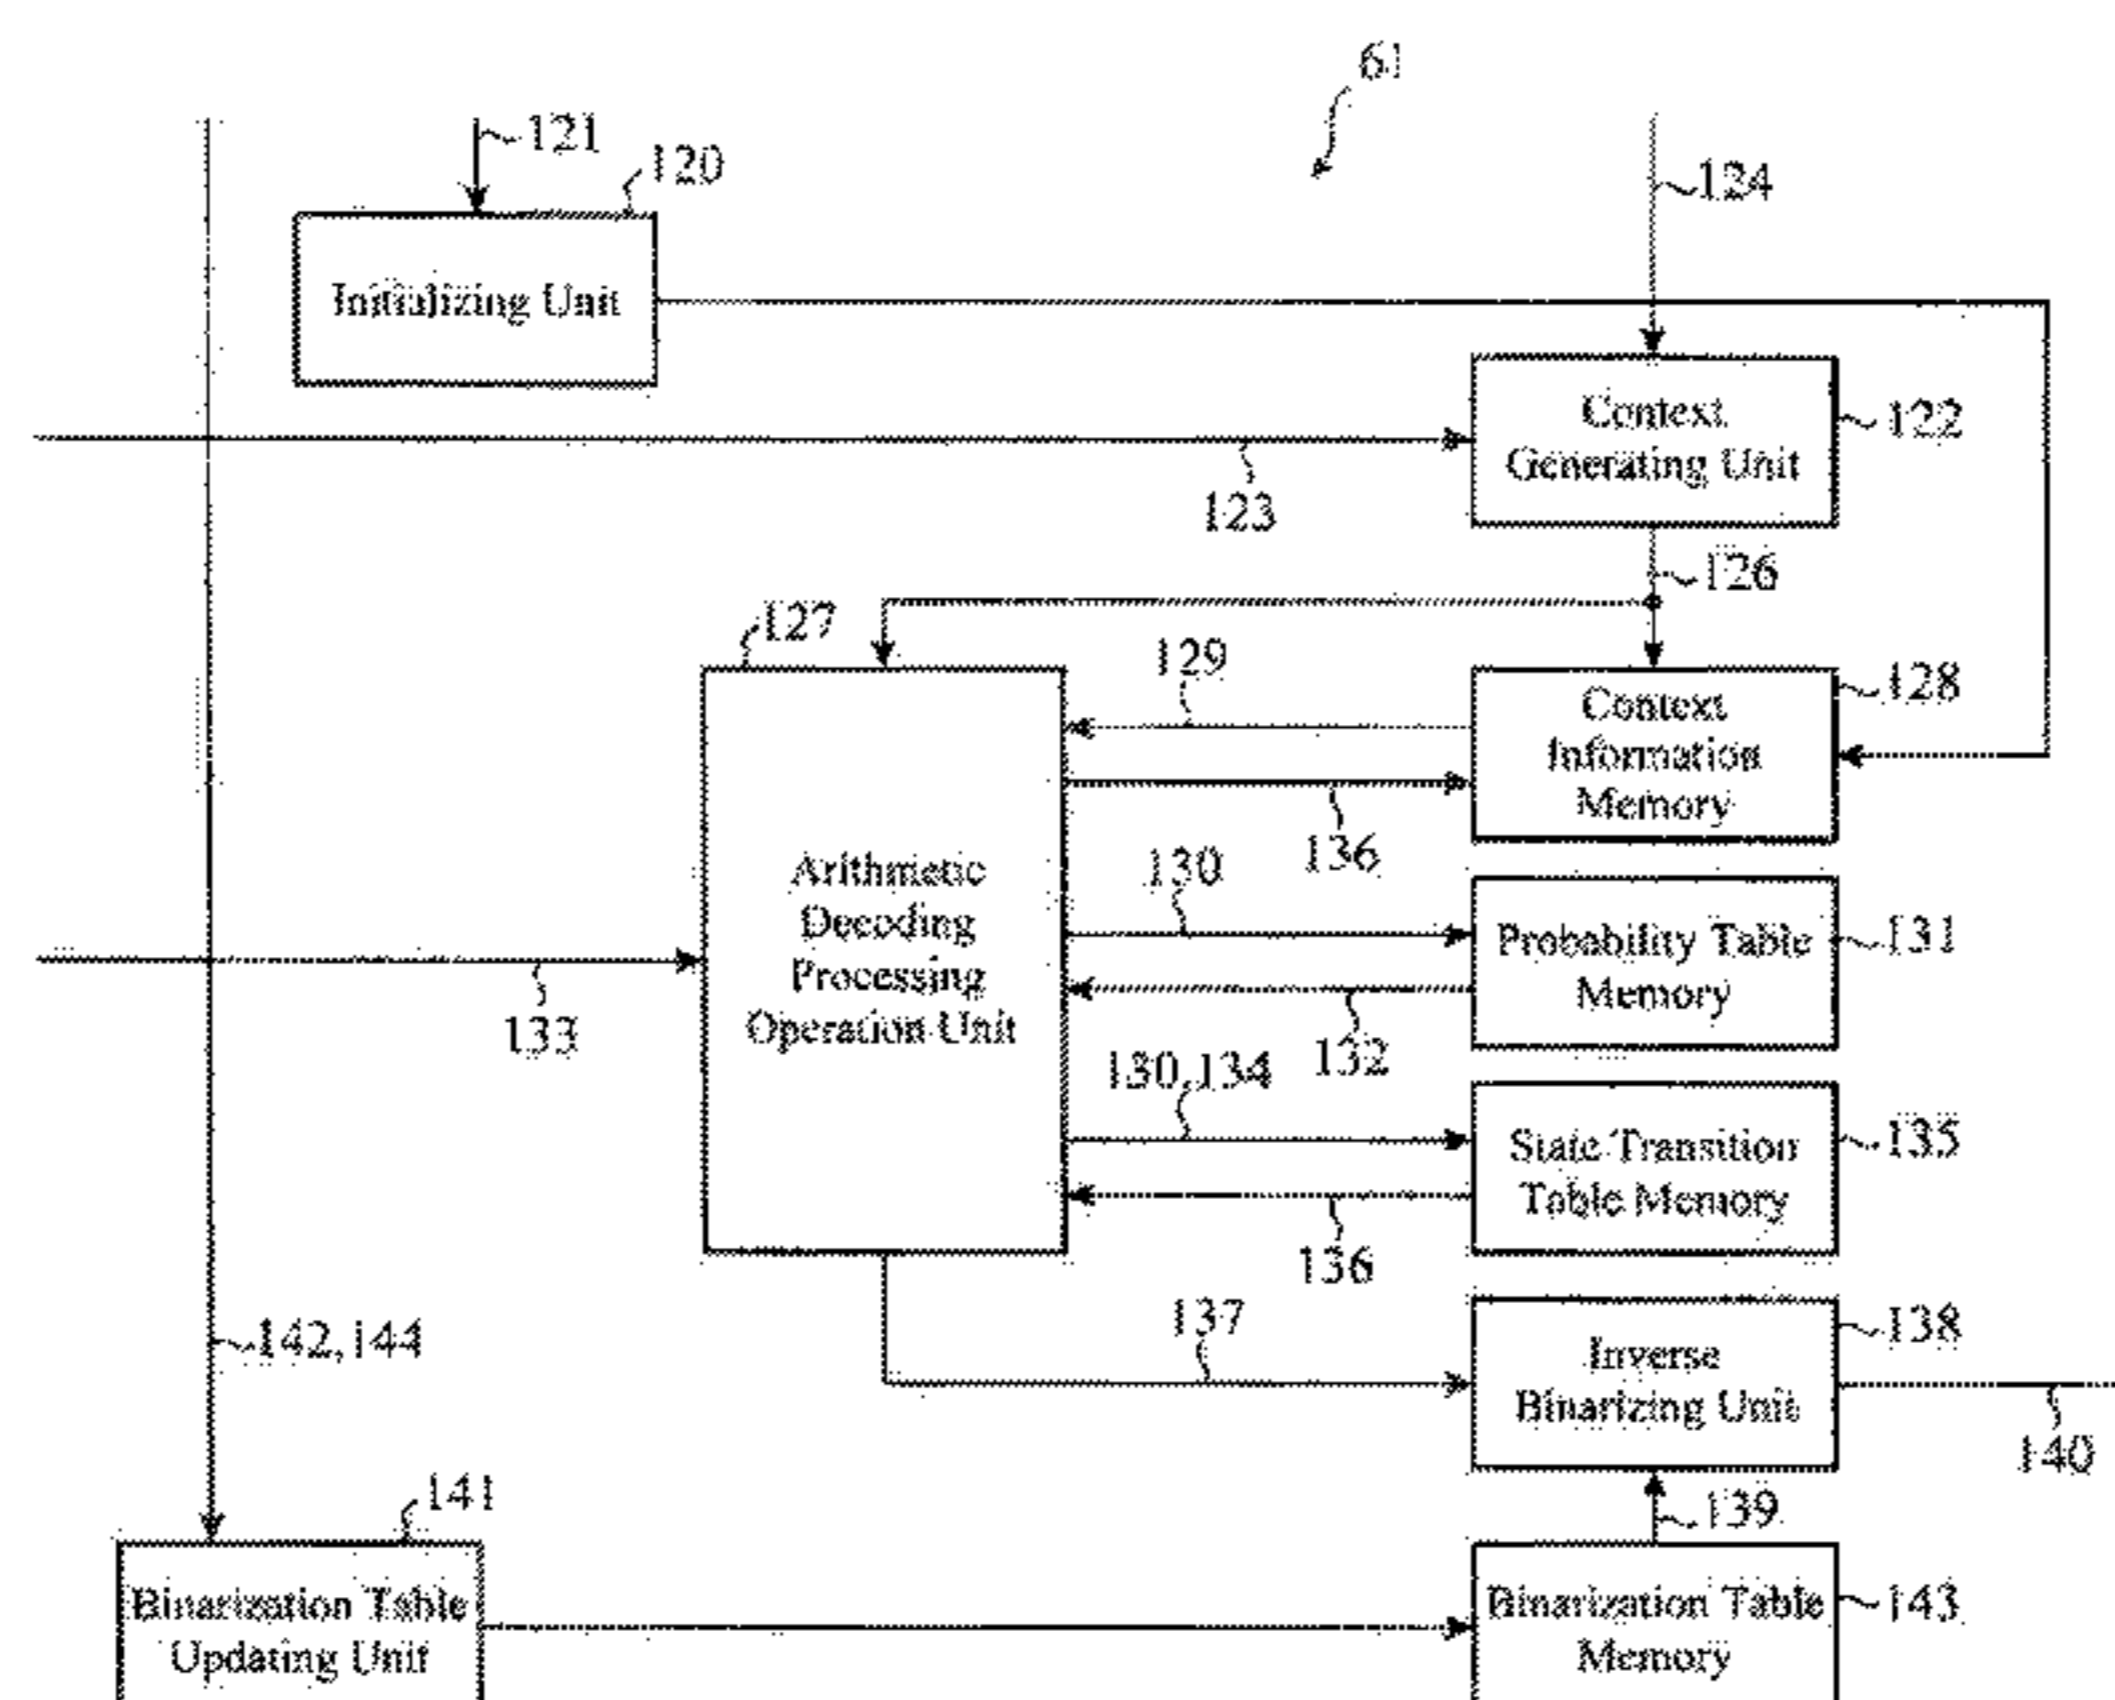 61
121
120
124
Initializing Unit
Context
Generating Unit
122
123
126
127
129
128
Context
Information
Memory
136
130
Arithmetic
Decoding
Processing
Operation Unit
Probability Table
Memory
131
133
132
130,134
State Transition
Table Memory
135
136
137
138
142,144
Inverse
Binarizing Unit
140
141
139
Binarization Table
Updating Unit
Binarization Table
Memory
143